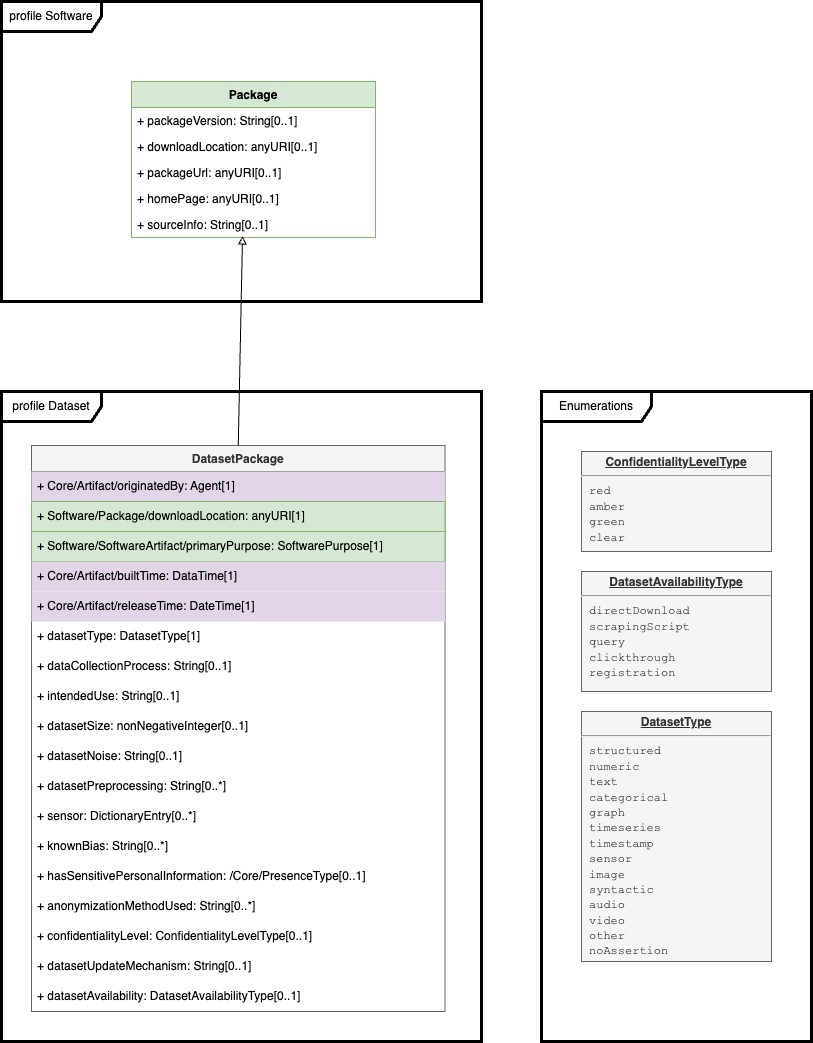 profile Software
Package
+ packageVersion: String[0..1]
+ downloadLocation: anyURI[0..1]
+ packageUrl: anyURI[0..1]
+ homePage: anyURI[0..1]
+ sourceInfo: String[0..1]
profile Dataset
DatasetPackage
+ Core/Artifact/originatedBy: Agent[1]
+ Software/Package/downloadLocation: anyURI[1]
+ Software/SoftwareArtifact/primaryPurpose: SoftwarePurpose[1]
+ Core/Artifact/builtTime: DataTime[1]
+ Core/Artifact/releaseTime: DateTime[1]
+ datasetType: DatasetType[1]
+ dataCollectionProcess: String[0..1]
+ intendedUse: String[0..1]
+ datasetSize: nonNegativeInteger[0..1]
+ datasetNoise: String[0..1]
+ datasetPreprocessing: String[0..*]
+ sensor: DictionaryEntry[0..*]
+ knownBias: String[0..*]
+ hasSensitivePersonalInformation: /Core/PresenceType[0..1]
+ anonymizationMethodUsed: String[0..*]
+ confidentialityLevel: ConfidentialityLevelType[0..1]
+ datasetUpdateMechanism: String[0..1]
+ datasetAvailability: DatasetAvailabilityType[0..1]
Enumerations
ConfidentialityLevelType
red
amber
green
clear
DatasetAvailabilityType
directDownload
scrapingScript
query
clickthrough
registration
DatasetType
structured
numeric
text
categorical
graph
timeseries
timestamp
sensor
image
syntactic
audio
video
other
noAssertion